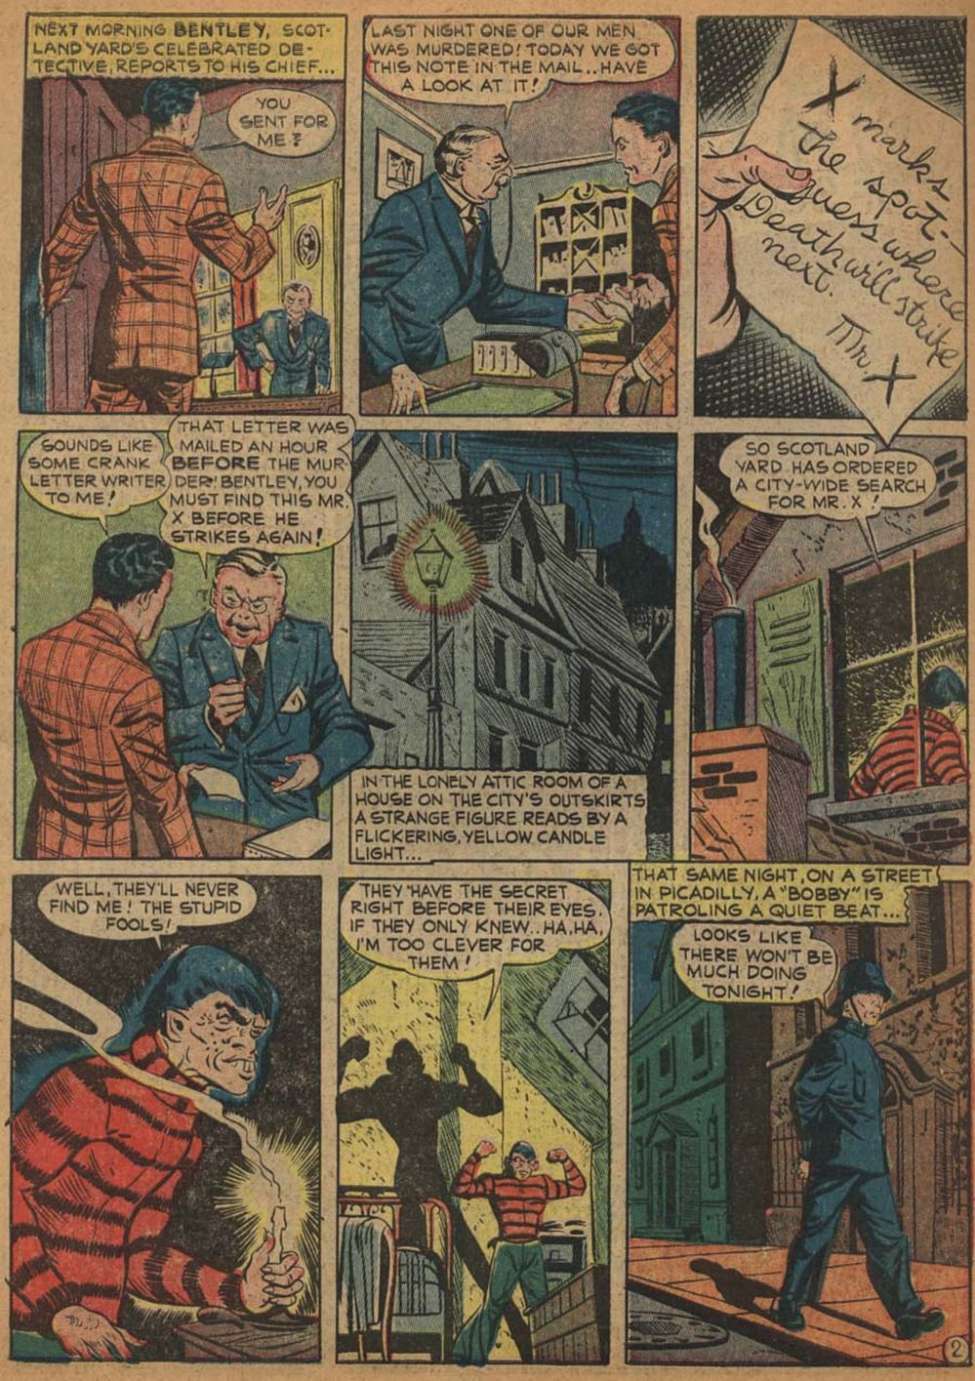 NEXT MORNING BENTLEY, SCOT-
LAND YARD'S CELEBRATED DE-
TECTIVE, REPORTS TO HIS CHIEF...
YOU
SENT FOR
ME?
LAST NIGHT ONE OF OUR MEN
WAS MURDERED! TODAY WE GOT
THIS NOTE IN THE MAIL.. HAVE
A LOOK AT IT!
X marks
the spot-
guess where
Death will strike
next.
Mr X
SOUNDS LIKE
SOME CRANK
LETTER WRITER
TO ME!
THAT LETTER WAS
MAILED AN HOUR
BEFORE THE MUR-
DER! BENTLEY, YOU
MUST FIND THIS MR.
X BEFORE HE
STRIKES AGAIN!
IN THE LONELY ATTIC ROOM OF A
HOUSE ON THE CITY'S OUTSKIRTS
A STRANGE FIGURE READS BY A
FLICKERING, YELLOW CANDLE
LIGHT...
SO SCOTLAND
YARD HAS ORDERED
A CITY-WIDE SEARCH
FOR MR. X!
WELL, THEY'LL NEVER
FIND ME! THE STUPID
FOOLS!
THEY HAVE THE SECRET
RIGHT BEFORE THEIR EYES.
IF THEY ONLY KNEW.. HA, HA,
I'M TOO CLEVER FOR
THEM!
THAT SAME NIGHT, ON A STREET
IN PICADILLY, A "BOBBY" IS
PATROLING A QUIET BEAT...
LOOKS LIKE
THERE WON'T BE
MUCH DOING
TONIGHT!
2